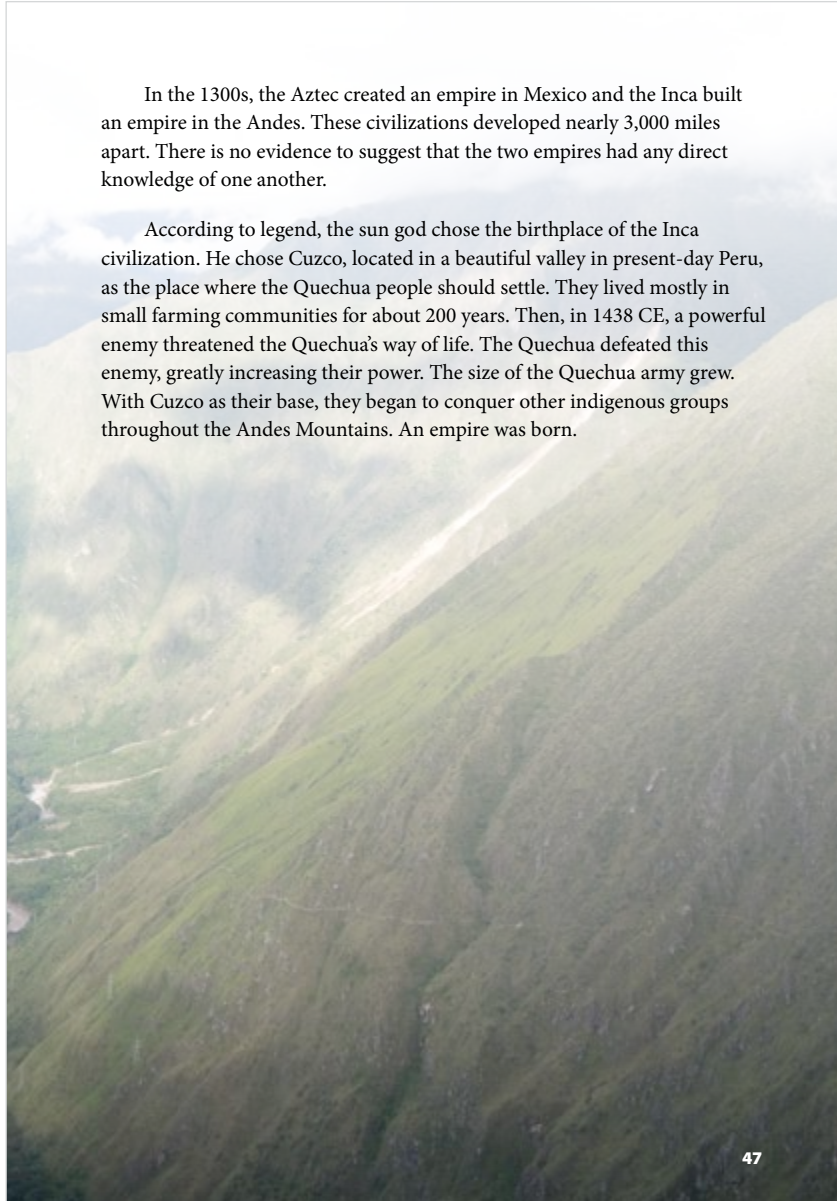 In the 1300s, the Aztec created an empire in Mexico and the Inca built
an empire in the Andes. These civilizations developed nearly 3,000 miles
apart. There is no evidence to suggest that the two empires had any direct
knowledge of one another.
According to legend, the sun god chose the birthplace of the Inca
civilization. He chose Cuzco, located in a beautiful valley in present-day Peru,
as the place where the Quechua people should settle. They lived mostly in
small farming communities for about 200 years. Then, in 1438 CE, a powerful
enemy threatened the Quechua’s way of life. The Quechua defeated this
enemy, greatly increasing their power. The size of the Quechua army grew.
With Cuzco as their base, they began to conquer other indigenous groups
throughout the Andes Mountains. An empire was born.
47